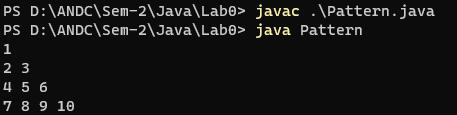 PS D:\ANDC\Sem-2\Java\Lab0> javac .\Pattern.java
PS D:\ANDC\Sem-2\Java\Lab0> java Pattern
1
2 3
4 5 6
7 8 9 10